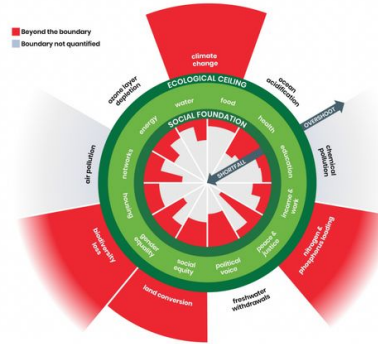 Beyond the boundary
Boundary not quantified
climate
change
ozone layer
depletion
ocean
acidification
ECOLOGICAL CEILING
OVERSHOOT
water
food
energy
health
SOCIAL FOUNDATION
SHORTFALL
air pollution
chemical
pollution
networks
education
housing
income &
work
gender
equality
peace &
justice
social
equity
political
voice
biodiversity
loss
nitrogen &
phosphorus loading
land conversion
freshwater
withdrawals